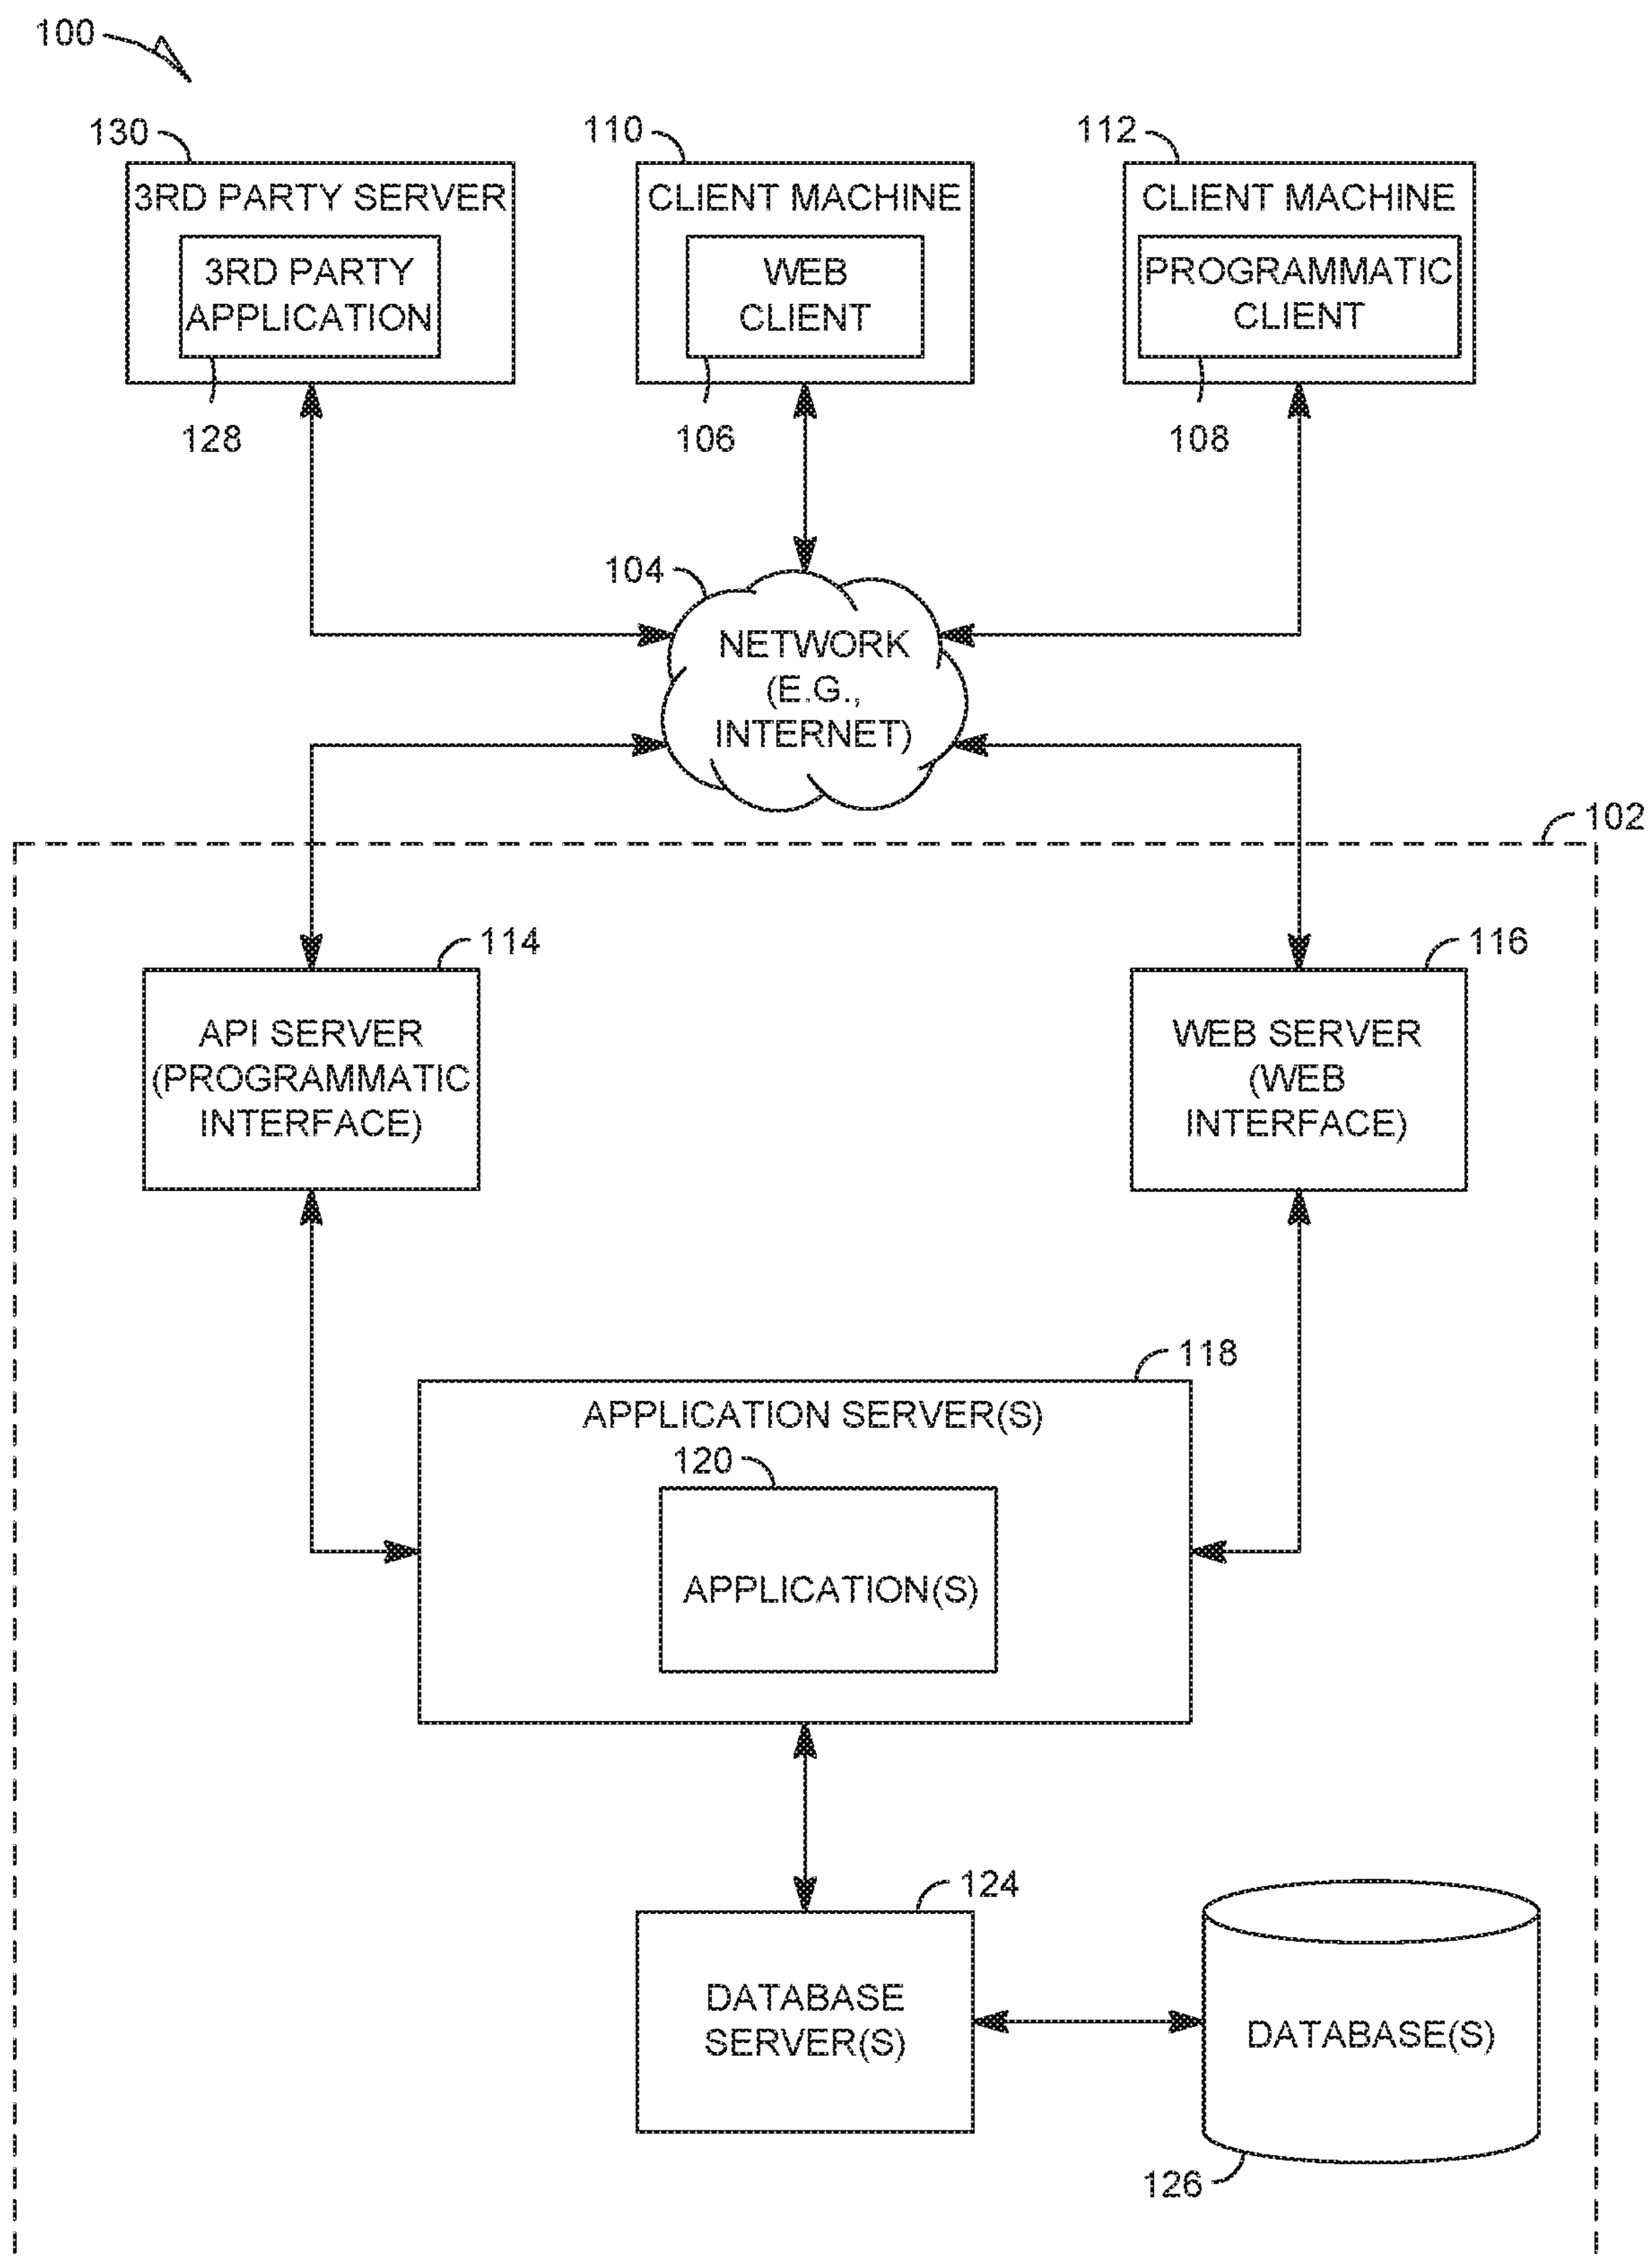 100
130
110
112
3RD PARTY SERVER
CLIENT MACHINE
CLIENT MACHINE
3RD PARTY
APPLICATION
WEB
CLIENT
PROGRAMMATIC
CLIENT
128
106
108
104
NETWORK
(E.G.,
INTERNET)
102
114
116
API SERVER
(PROGRAMMATIC
INTERFACE)
WEB SERVER
(WEB
INTERFACE)
118
APPLICATION SERVER(S)
120
APPLICATION(S)
124
DATABASE
SERVER(S)
DATABASE(S)
126